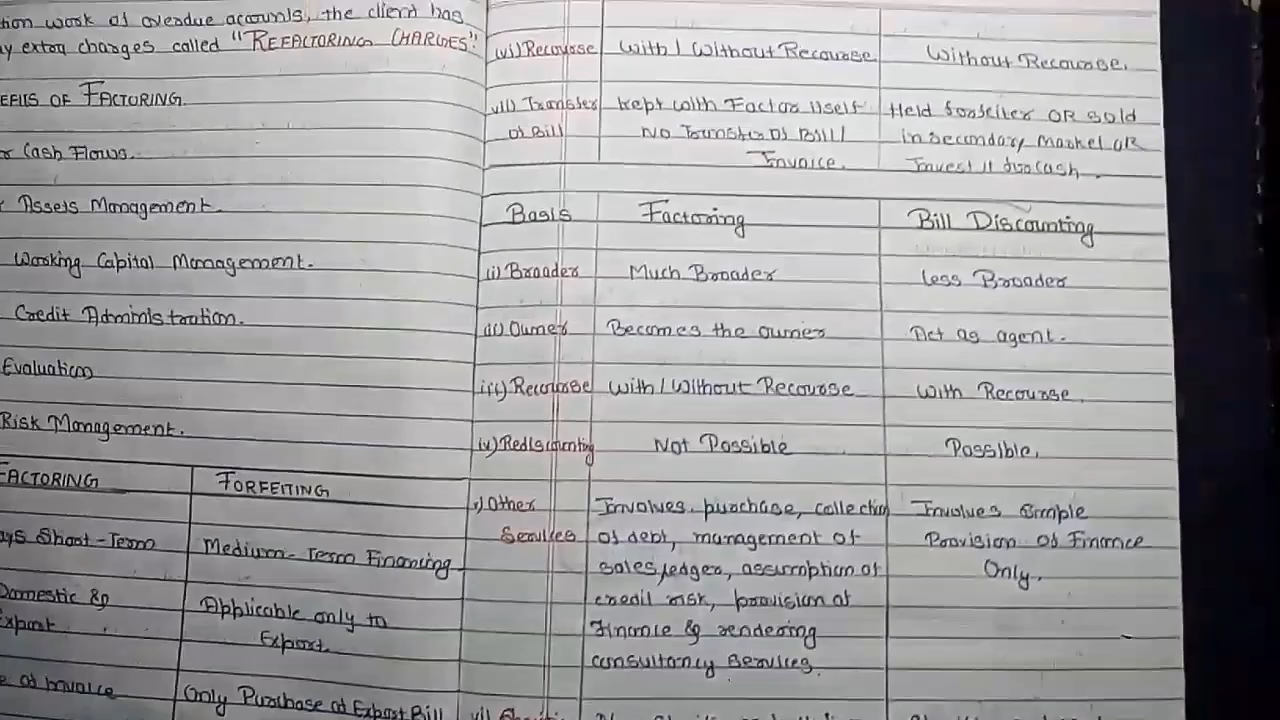 tion work of overdue accounts, the client has
y extra charges called "REFACTORING CHARGES".
EFITS OF FACTORING.
r Cash Flows.
r Assets Management.
Working Capital Management.
Credit Administration.
Evaluation
Risk Management.
FACTORING FORFEITING
ays Short-Term Medium-Term Financing
Domestic & Applicable only to
Export Export.
e of Invoice Only Purchase of Export Bill
vi) Recourse With / Without Recourse Without Recourse.
vii) Transfer kept with Factor itself Held OR sold
of Bill No Transfer of Bill / in secondary Market OR
Invoice. Invest it cash.
Basis Factoring Bill Discounting
(i) Broader Much Broader less Broader
ii) Owner Becomes the owner Act as agent.
iii) Recourse With / Without Recourse With Recourse.
iv) Rediscounting Not Possible Possible.
v) Other Involves purchase, collection Involves simple
Services of debt, management of Provision of Finance
sales ledger, assumption of Only.
credit risk, provision of
Finance & rendering
consultancy services.